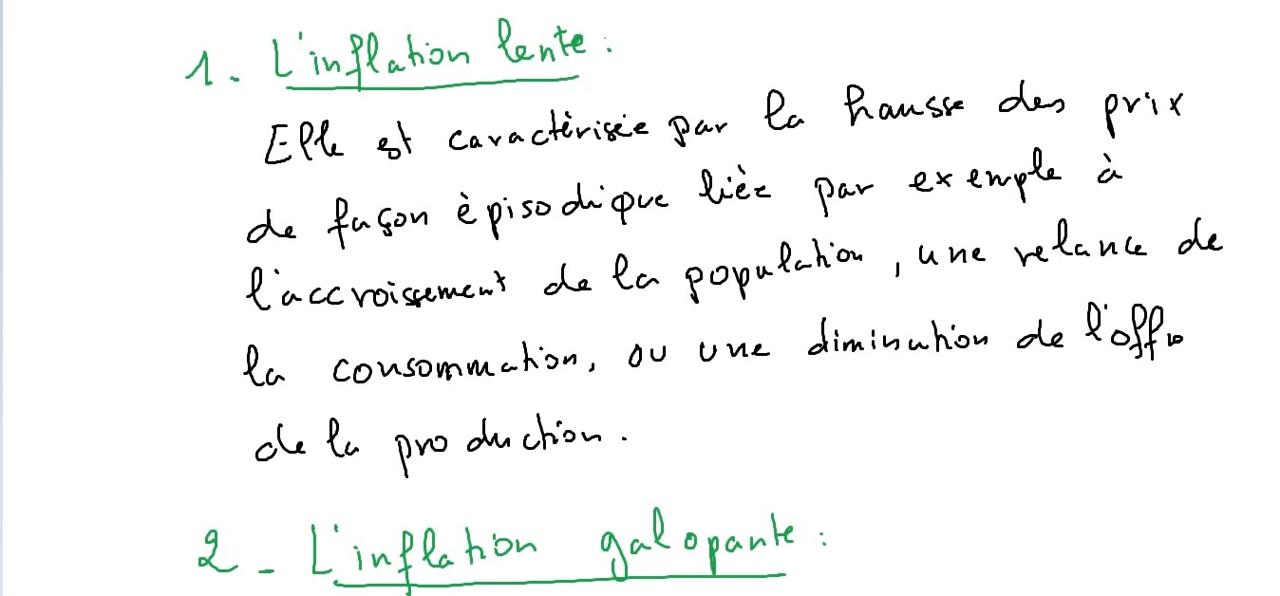 1. L'inflation lente :
Elle est caractérisée par la hausse des prix
de façon épisodique liée par exemple à
l'accroissement de la population, une relance de
la consommation, ou une diminution de l'offre
de la production.
2 - L'inflation galopante :